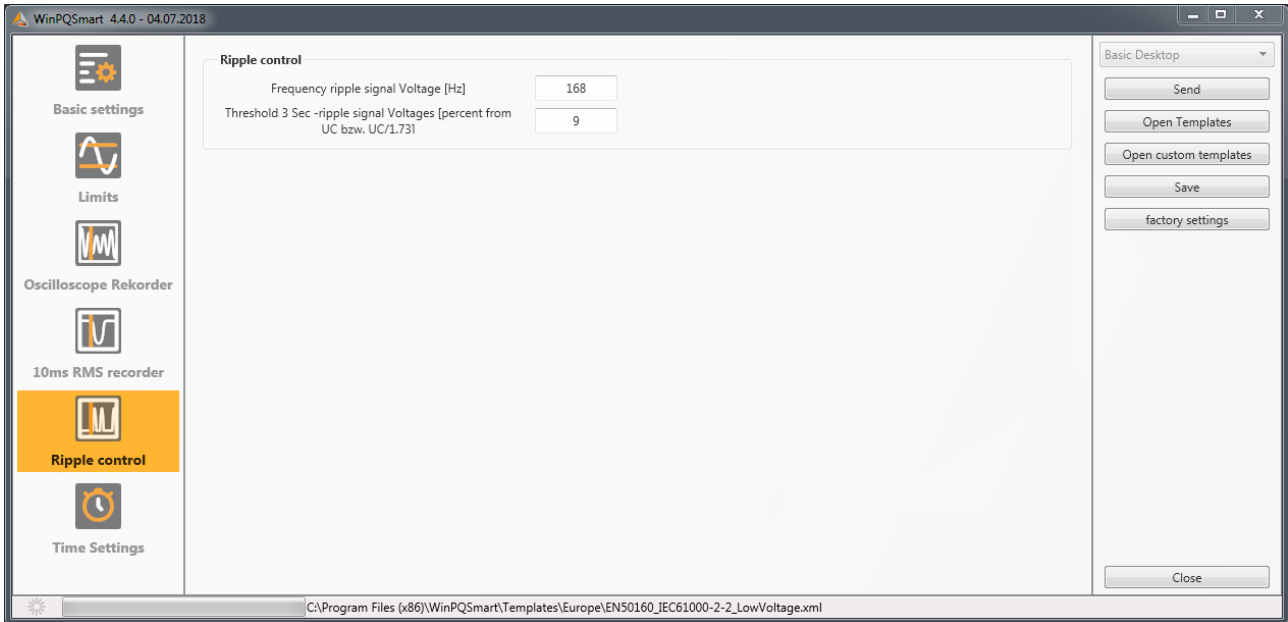 WinPQSmart 4.4.0 - 04.07.2018
Basic settings
Limits
Oscilloscope Rekorder
10ms RMS recorder
Ripple control
Time Settings
Ripple control
Frequency ripple signal Voltage [Hz]
168
Threshold 3 Sec -ripple signal Voltages [percent from
UC bzw. UC/1.73]
9
Basic Desktop
Send
Open Templates
Open custom templates
Save
factory settings
Close
C:\Program Files (x86)\WinPQSmart\Templates\Europe\EN50160_IEC61000-2-2_LowVoltage.xml